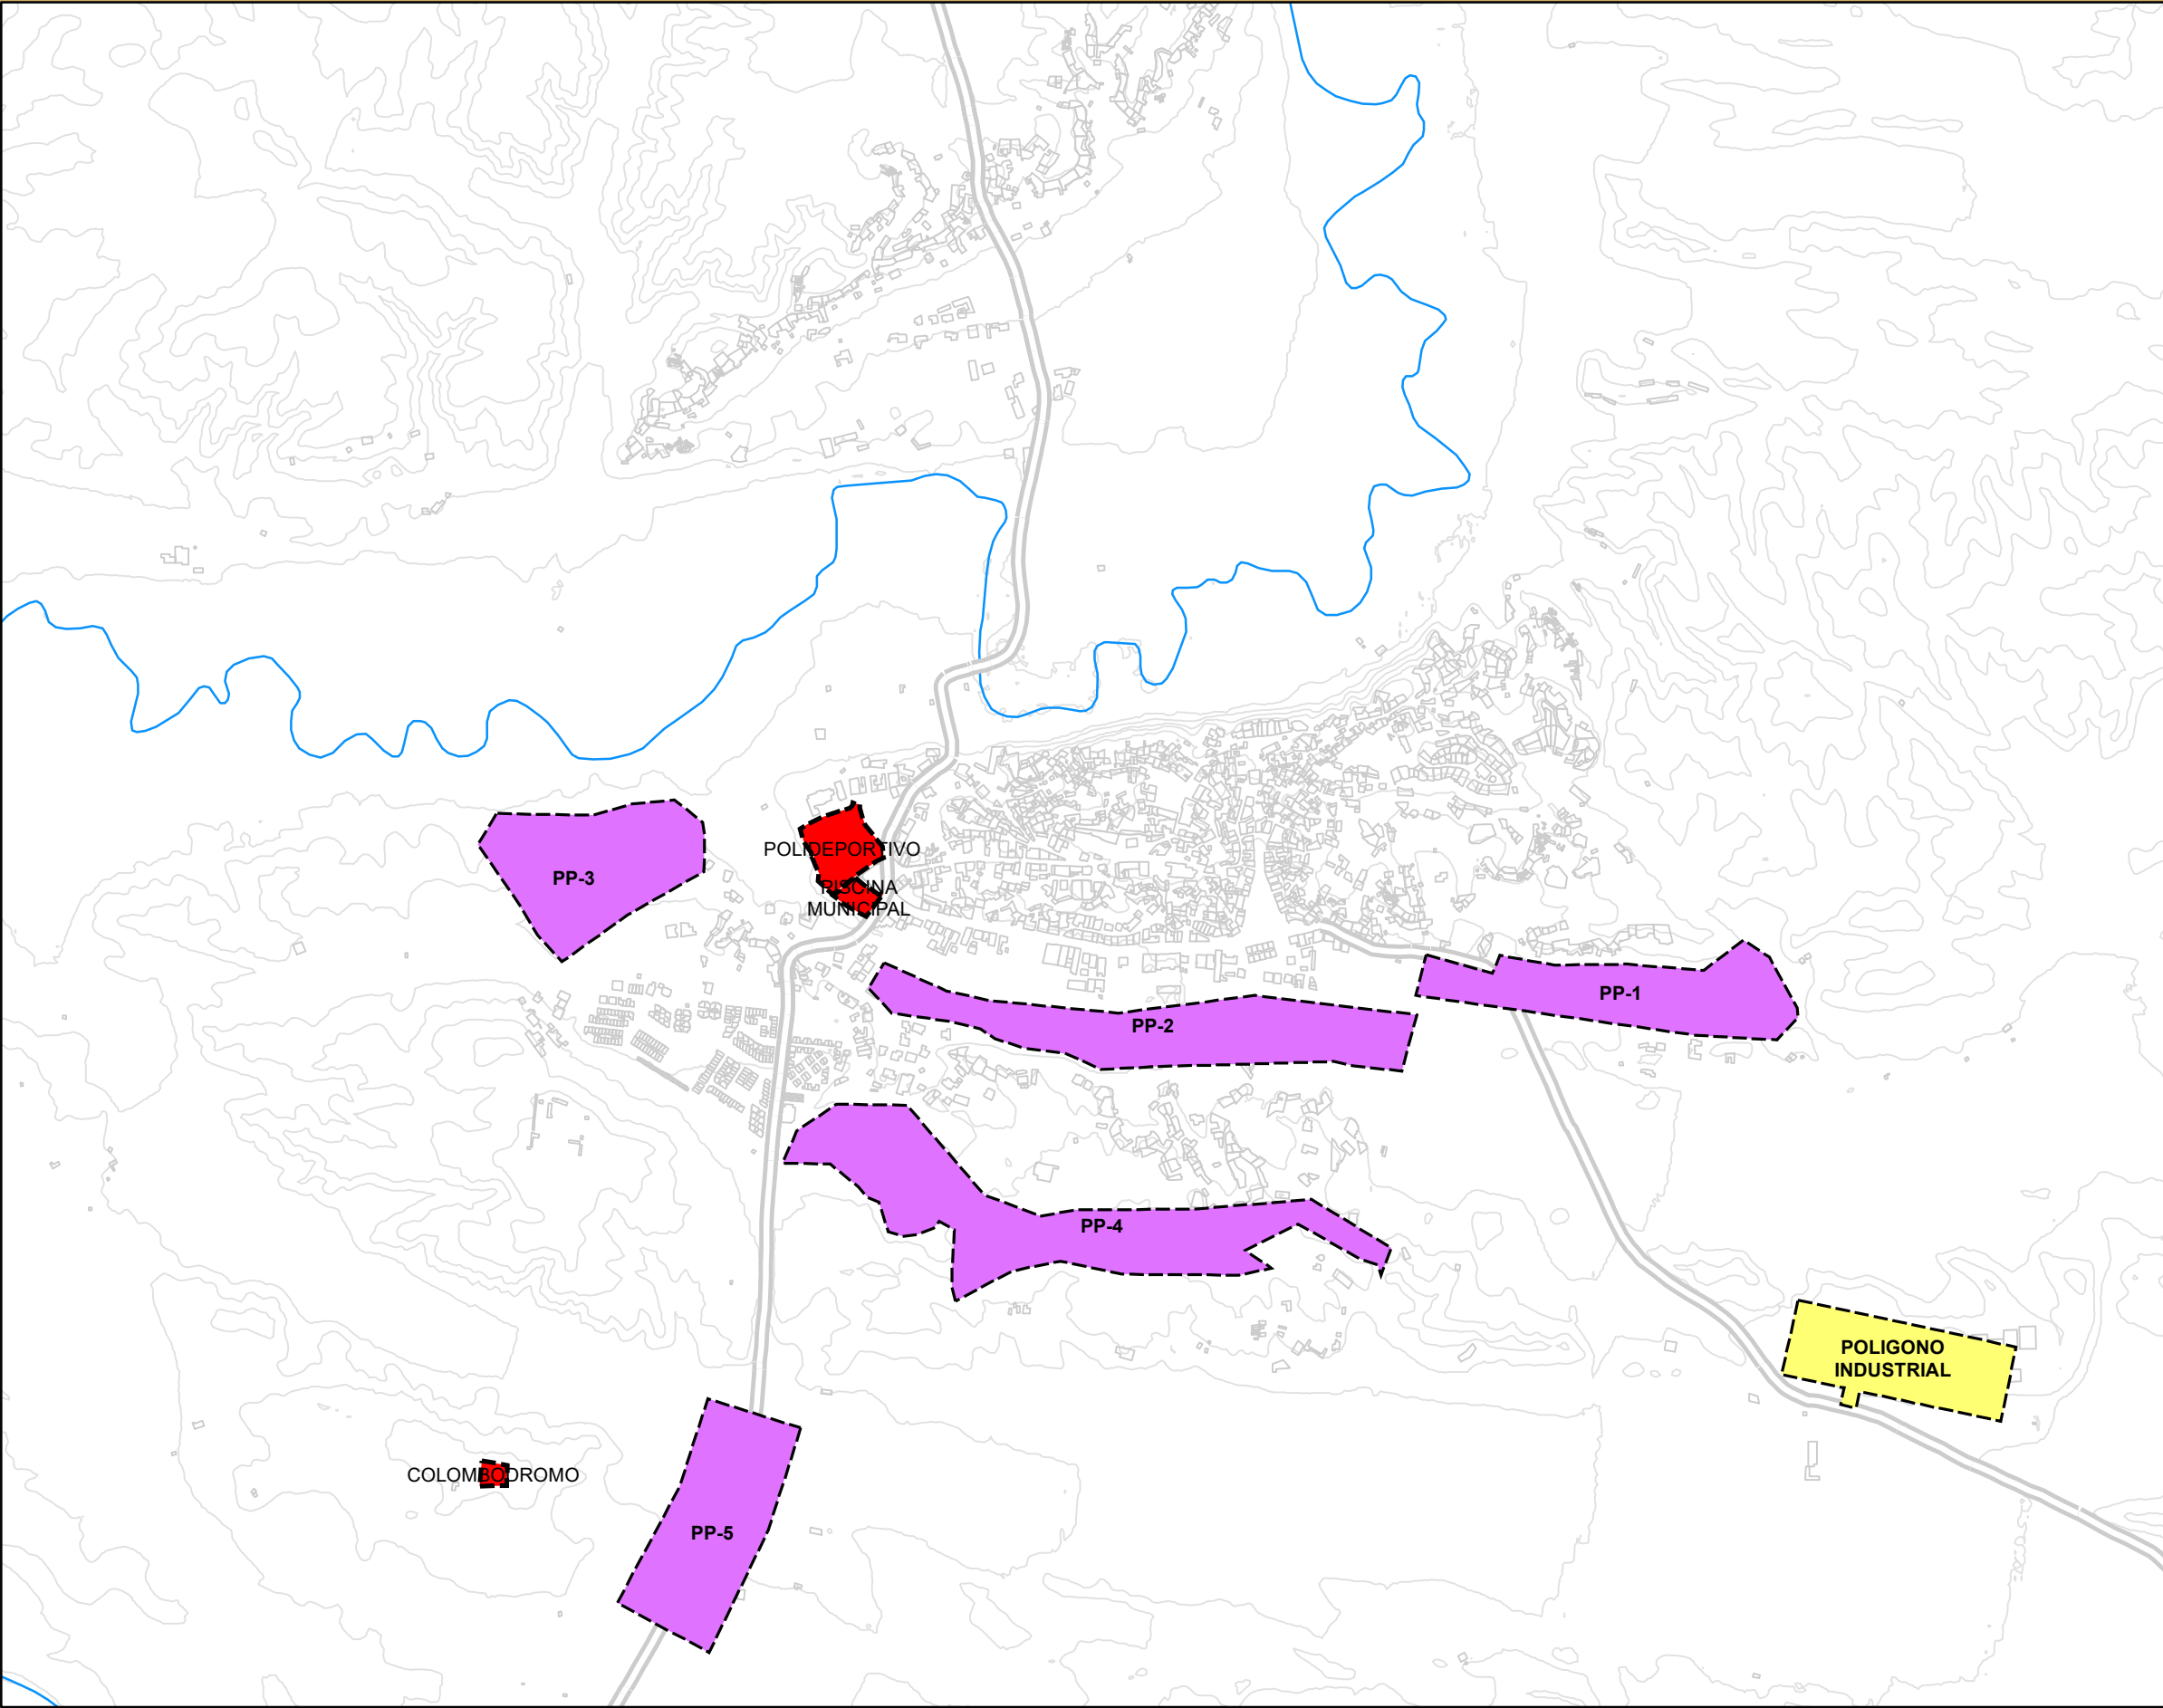 POLIDEPORTIVO
PP-3
PISCINA
MUNICIPAL
PP-1
PP-2
PP-4
POLIGONO
INDUSTRIAL
COLOMBODROMO
PP-5